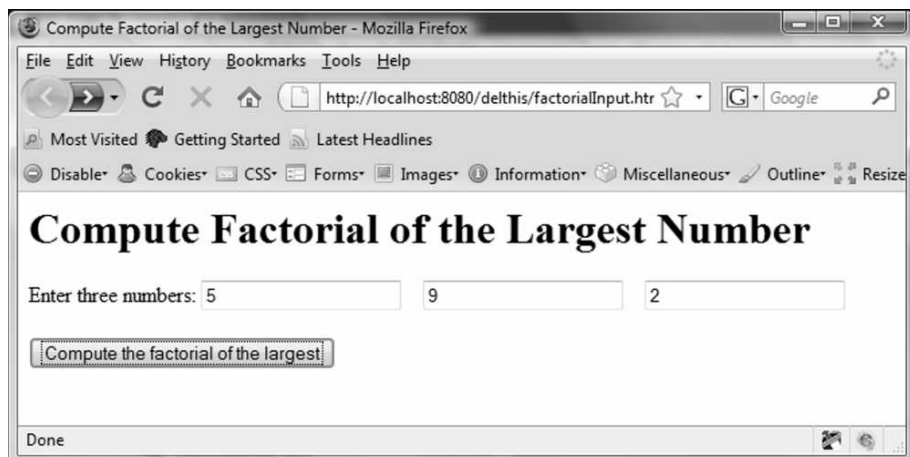 Compute Factorial of the Largest Number - Mozilla Firefox
File Edit View History Bookmarks Tools Help
http://localhost:8080/delthis/factorialInput.htr G Google
Most Visited Getting Started Latest Headlines
Disable Cookies CSS Forms Images Information Miscellaneous Outline Resize
Compute Factorial of the Largest Number
Enter three numbers: 5 9 2
Compute the factorial of the largest
Done